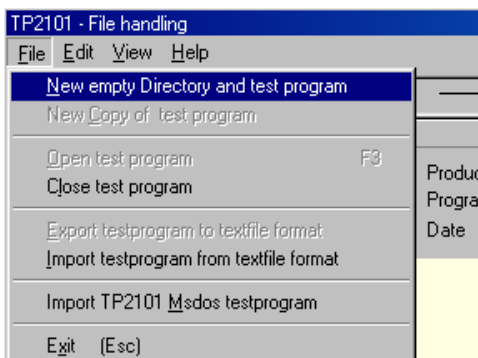 TP2101 - File handling
File Edit View Help
New empty Directory and test program
New Copy of test program
Open test program F3
Close test program
Export testprogram to textfile format
Import testprogram from textfile format
Import TP2101 Msdos testprogram
Exit (Esc)
Date